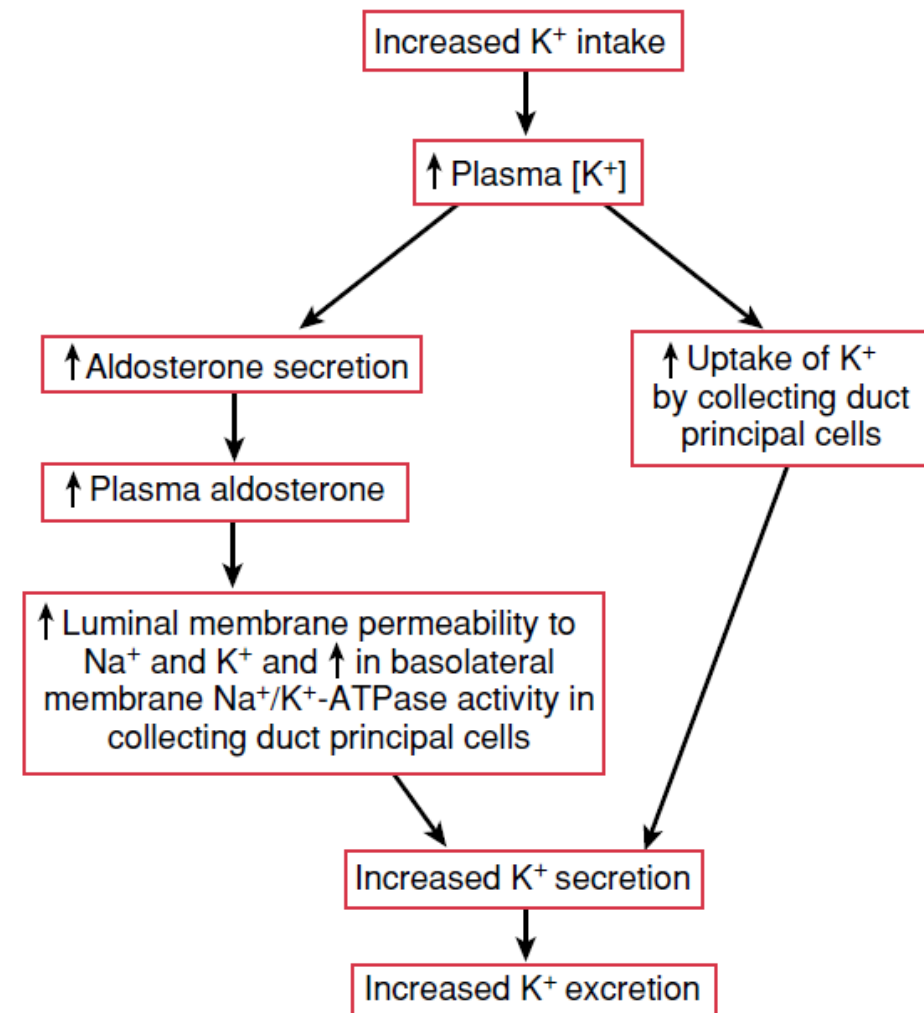 Increased K⁺ intake
↑ Plasma [K⁺]
↑ Aldosterone secretion
↑ Uptake of K⁺
by collecting duct
principal cells
↑ Plasma aldosterone
↑ Luminal membrane permeability to
Na⁺ and K⁺ and ↑ in basolateral
membrane Na⁺/K⁺-ATPase activity in
collecting duct principal cells
Increased K⁺ secretion
Increased K⁺ excretion